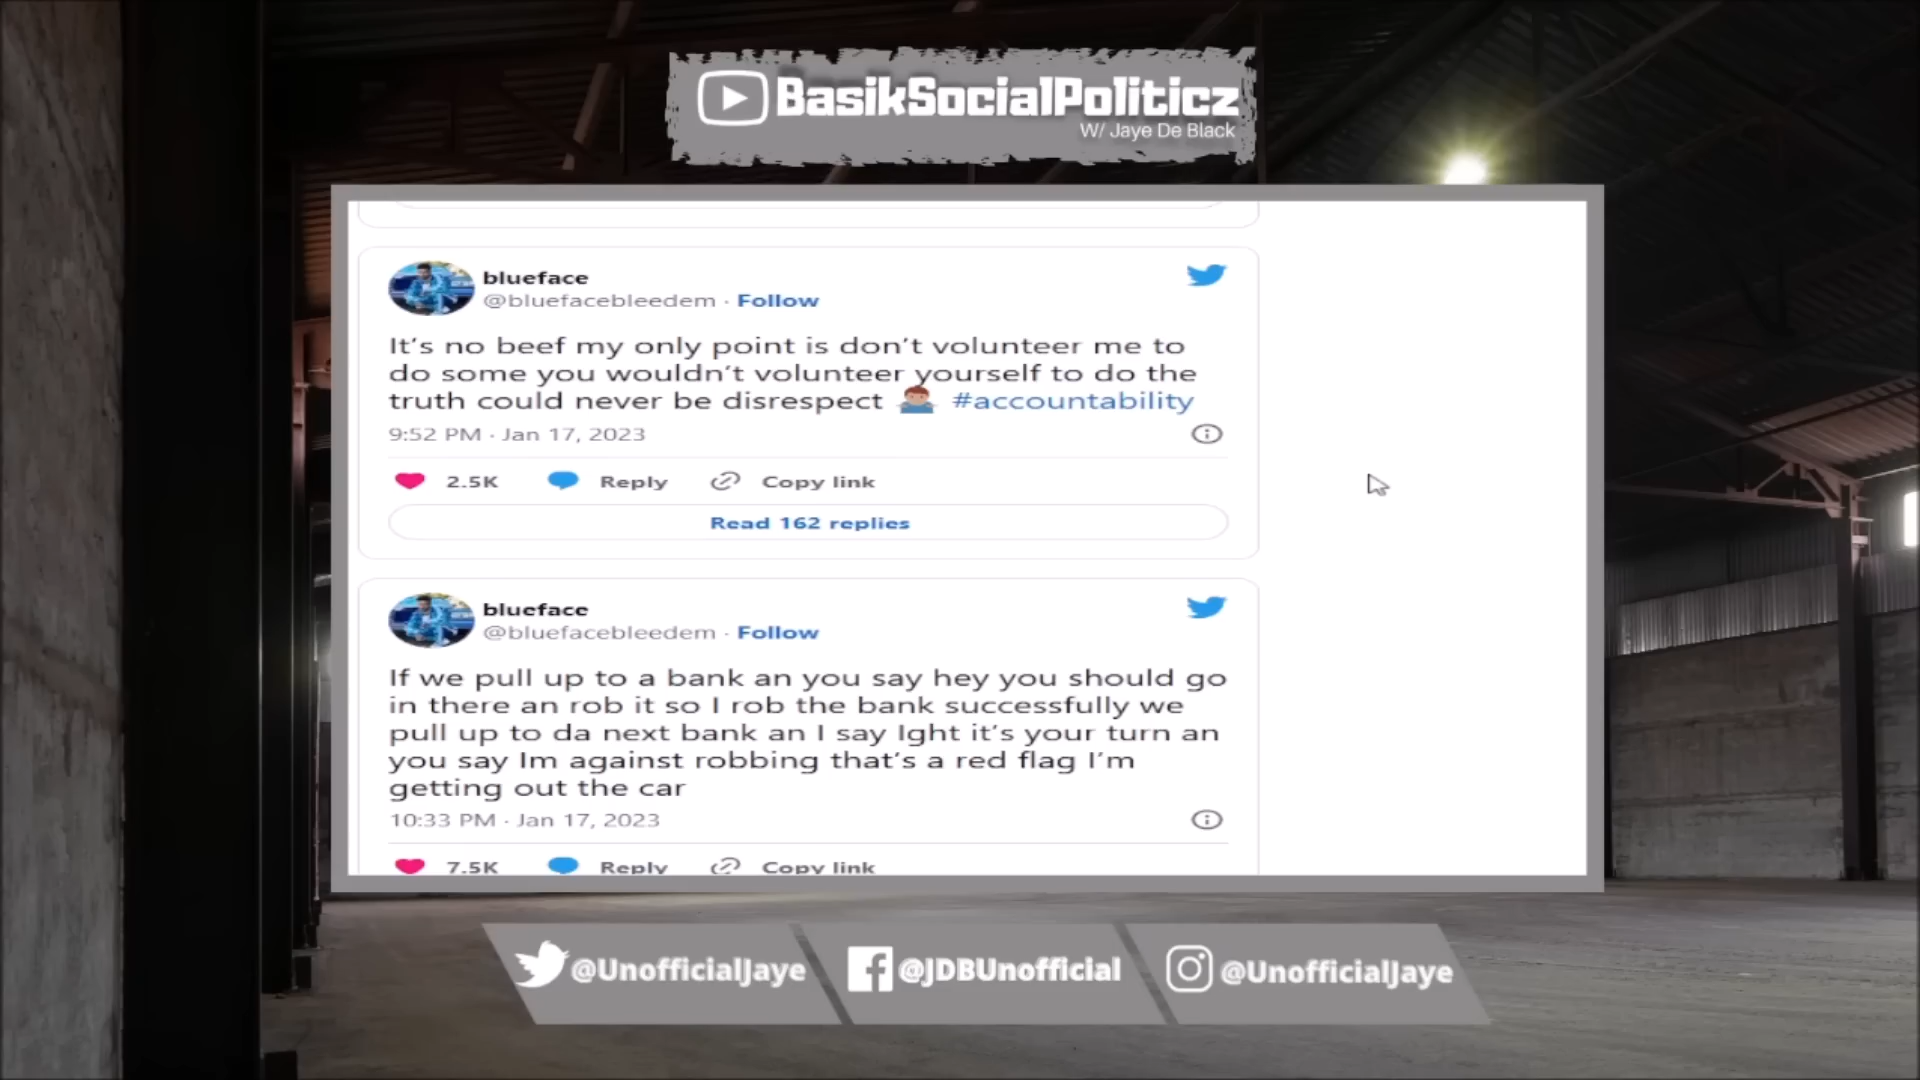 BasikSocialPoliticz
W/ Jaye De Black
blueface
@bluefacebleedem · Follow
It's no beef my only point is don't volunteer me to
do some you wouldn't volunteer yourself to do the
truth could never be disrespect 🤷🏽‍♂️ #accountability
9:52 PM · Jan 17, 2023
2.5K Reply Copy link
Read 162 replies
blueface
@bluefacebleedem · Follow
If we pull up to a bank an you say hey you should go
in there an rob it so I rob the bank successfully we
pull up to da next bank an I say Ight it's your turn an
you say Im against robbing that's a red flag I'm
getting out the car
10:33 PM · Jan 17, 2023
7.5K Reply Copy link
@UnofficialJaye @JDBUnofficial @UnofficialJaye